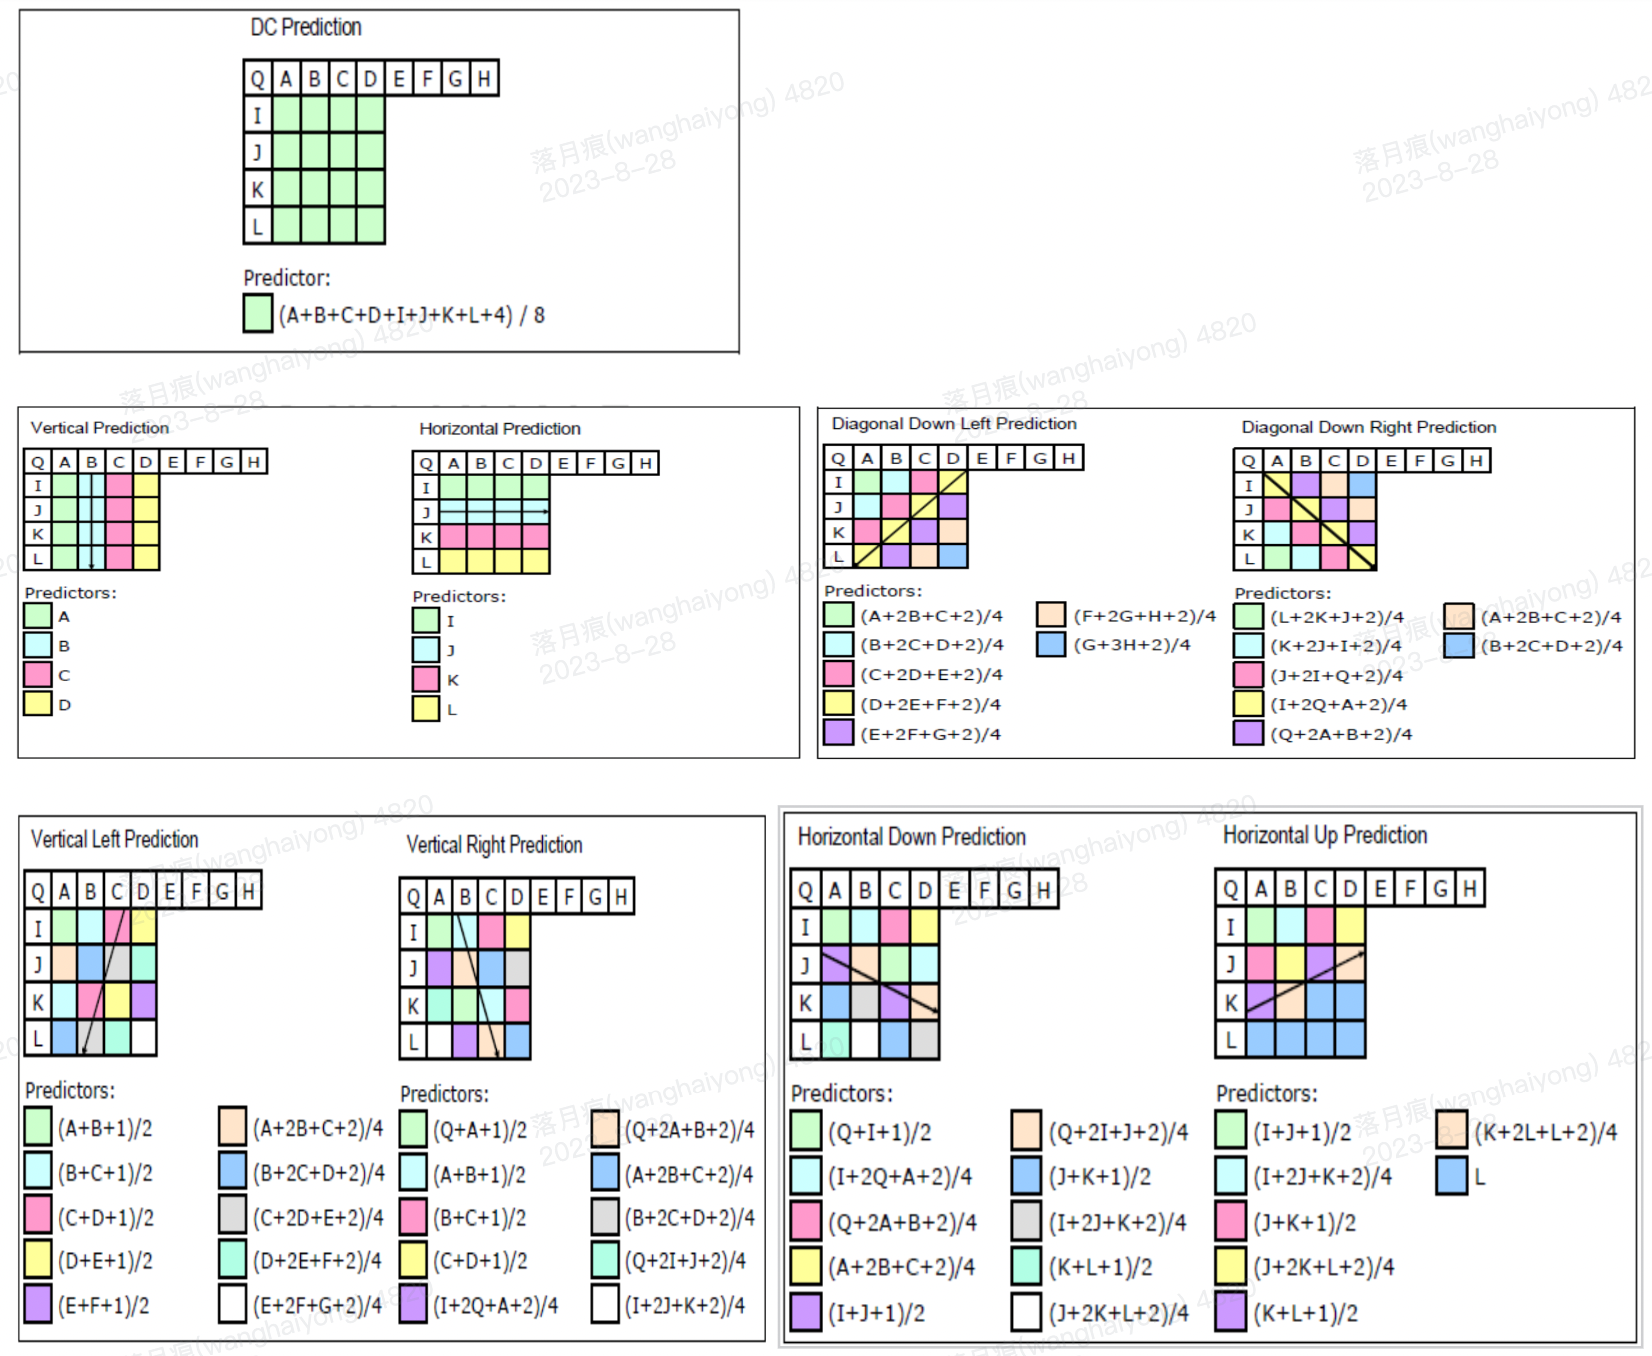 DC Prediction
Q A B C D E F G H
I
J
K
L
Predictor:
(A+B+C+D+I+J+K+L+4) / 8
Vertical Prediction
Q A B C D E F G H
I
J
K
L
Predictors:
A
B
C
D
Horizontal Prediction
Q A B C D E F G H
I
J
K
L
Predictors:
I
J
K
L
Diagonal Down Left Prediction
Q A B C D E F G H
I
J
K
L
Predictors:
(A+2B+C+2)/4
(B+2C+D+2)/4
(C+2D+E+2)/4
(D+2E+F+2)/4
(E+2F+G+2)/4
(F+2G+H+2)/4
(G+3H+2)/4
Diagonal Down Right Prediction
Q A B C D E F G H
I
J
K
L
Predictors:
(L+2K+J+2)/4
(K+2J+I+2)/4
(J+2I+Q+2)/4
(I+2Q+A+2)/4
(Q+2A+B+2)/4
(A+2B+C+2)/4
(B+2C+D+2)/4
Vertical Left Prediction
Q A B C D E F G H
I
J
K
L
Predictors:
(A+B+1)/2
(B+C+1)/2
(C+D+1)/2
(D+E+1)/2
(E+F+1)/2
(A+2B+C+2)/4
(B+2C+D+2)/4
(C+2D+E+2)/4
(D+2E+F+2)/4
(E+2F+G+2)/4
Vertical Right Prediction
Q A B C D E F G H
I
J
K
L
Predictors:
(Q+A+1)/2
(A+B+1)/2
(B+C+1)/2
(C+D+1)/2
(I+2Q+A+2)/4
(Q+2A+B+2)/4
(A+2B+C+2)/4
(B+2C+D+2)/4
(Q+2I+J+2)/4
(I+2J+K+2)/4
Horizontal Down Prediction
Q A B C D E F G H
I
J
K
L
Predictors:
(Q+I+1)/2
(I+2Q+A+2)/4
(Q+2A+B+2)/4
(A+2B+C+2)/4
(I+J+1)/2
(Q+2I+J+2)/4
(J+K+1)/2
(I+2J+K+2)/4
(K+L+1)/2
(J+2K+L+2)/4
Horizontal Up Prediction
Q A B C D E F G H
I
J
K
L
Predictors:
(I+J+1)/2
(I+2J+K+2)/4
(J+K+1)/2
(J+2K+L+2)/4
(K+L+1)/2
(K+2L+L+2)/4
L
落月痕(wanghaiyong) 4820
2023-8-28